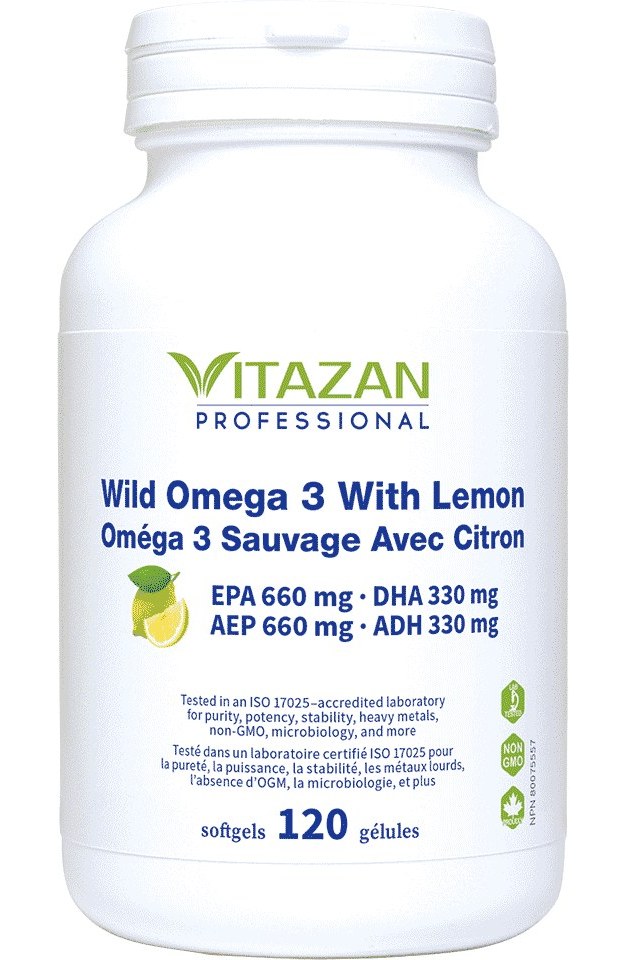 VITAZAN
PROFESSIONAL
Wild Omega 3 With Lemon
Oméga 3 Sauvage Avec Citron
EPA 660 mg · DHA 330 mg
AEP 660 mg · ADH 330 mg
Tested in an ISO 17025–accredited laboratory
for purity, potency, stability, heavy metals,
non-GMO, microbiology, and more
Testé dans un laboratoire certifié ISO 17025 pour
la pureté, la puissance, la stabilité, les métaux lourds,
l’absence d’OGM, la microbiologie, et plus
softgels 120 gélules
LAB
TESTED
NON
GMO
PRODUCT
NPN 80075557